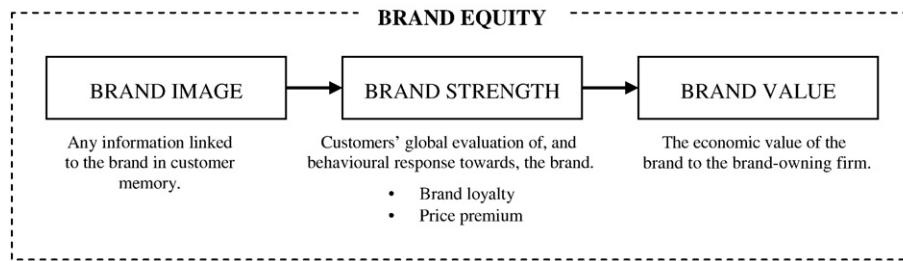 BRAND EQUITY
BRAND IMAGE
Any information linked
to the brand in customer
memory.
BRAND STRENGTH
Customers’ global evaluation of, and
behavioural response towards, the brand.
• Brand loyalty
• Price premium
BRAND VALUE
The economic value of the
brand to the brand-owning firm.